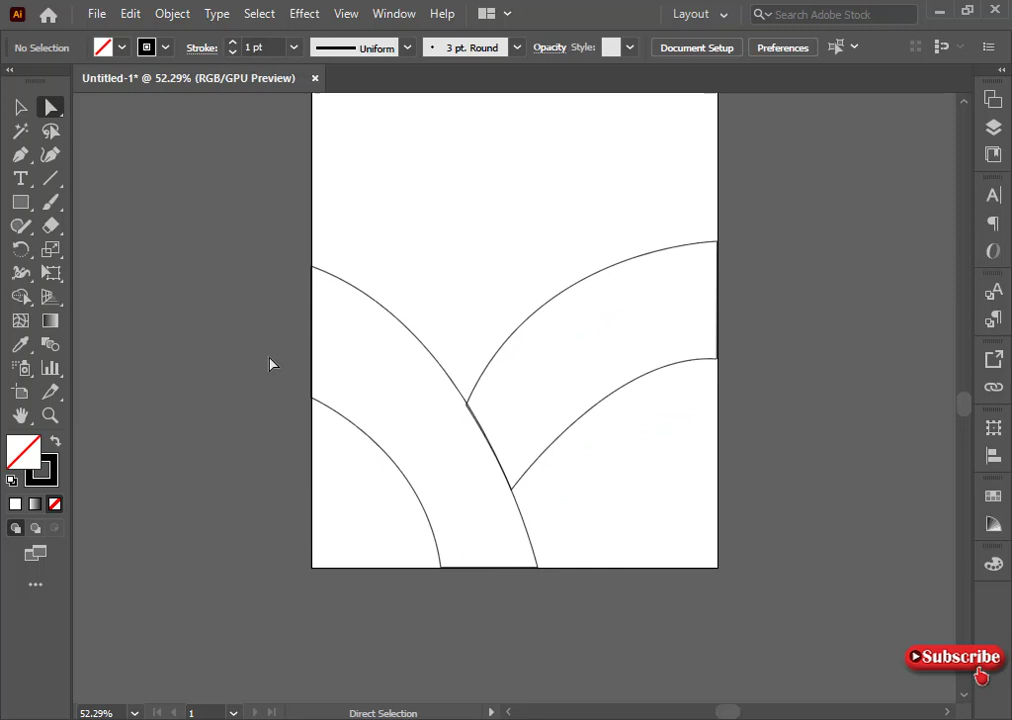 Ai File Edit Object Type Select Effect View Window Help Layout Search Adobe Stock
No Selection Stroke: 1 pt Uniform 3 pt. Round Opacity Style: Document Setup Preferences
Untitled-1* @ 52.29% (RGB/GPU Preview) ×
Subscribe
52.29% 1 Direct Selection